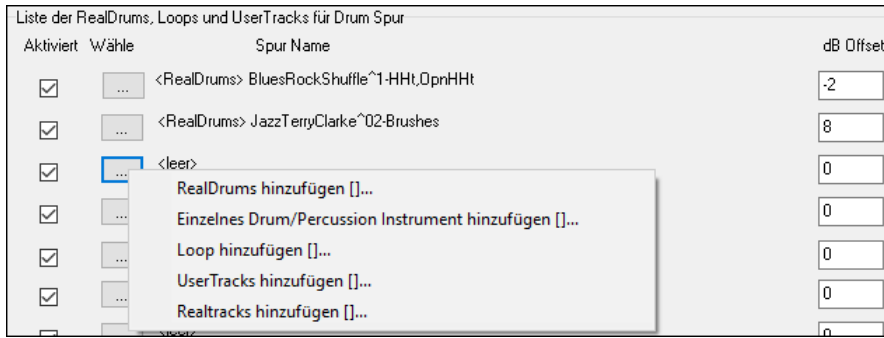 Liste der RealDrums, Loops und UserTracks für Drum Spur
Aktiviert Wähle Spur Name dB Offset
... <RealDrums> BluesRockShuffle^1-HHt,OpnHHt -2
... <RealDrums> JazzTerryClarke^02-Brushes 8
... <leer> 0
RealDrums hinzufügen []...
... Einzelnes Drum/Percussion Instrument hinzufügen []... 0
... Loop hinzufügen []... 0
UserTracks hinzufügen []...
... 0
Realtracks hinzufügen []...
<leer> 0